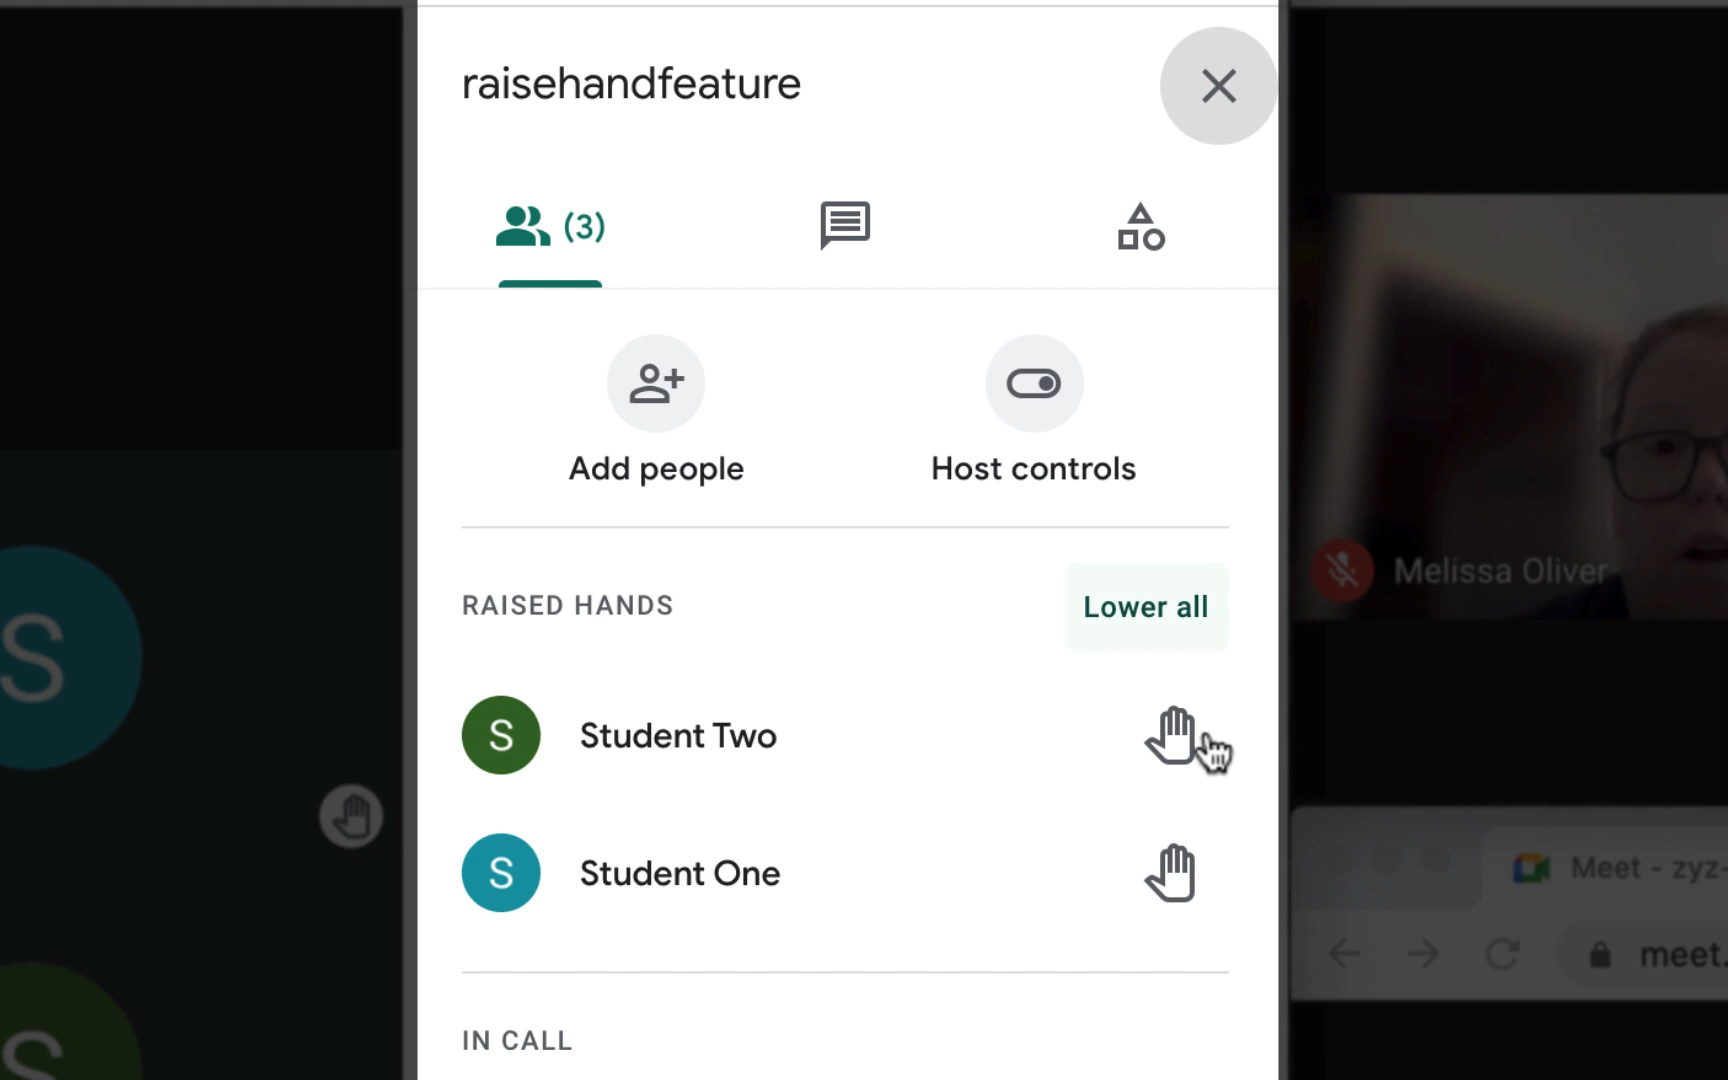 raisehandfeature
(3)
Add people
Host controls
RAISED HANDS
Lower all
S
Student Two
S
Student One
IN CALL
S
S
Melissa Oliver
Meet - zyz-
meet.